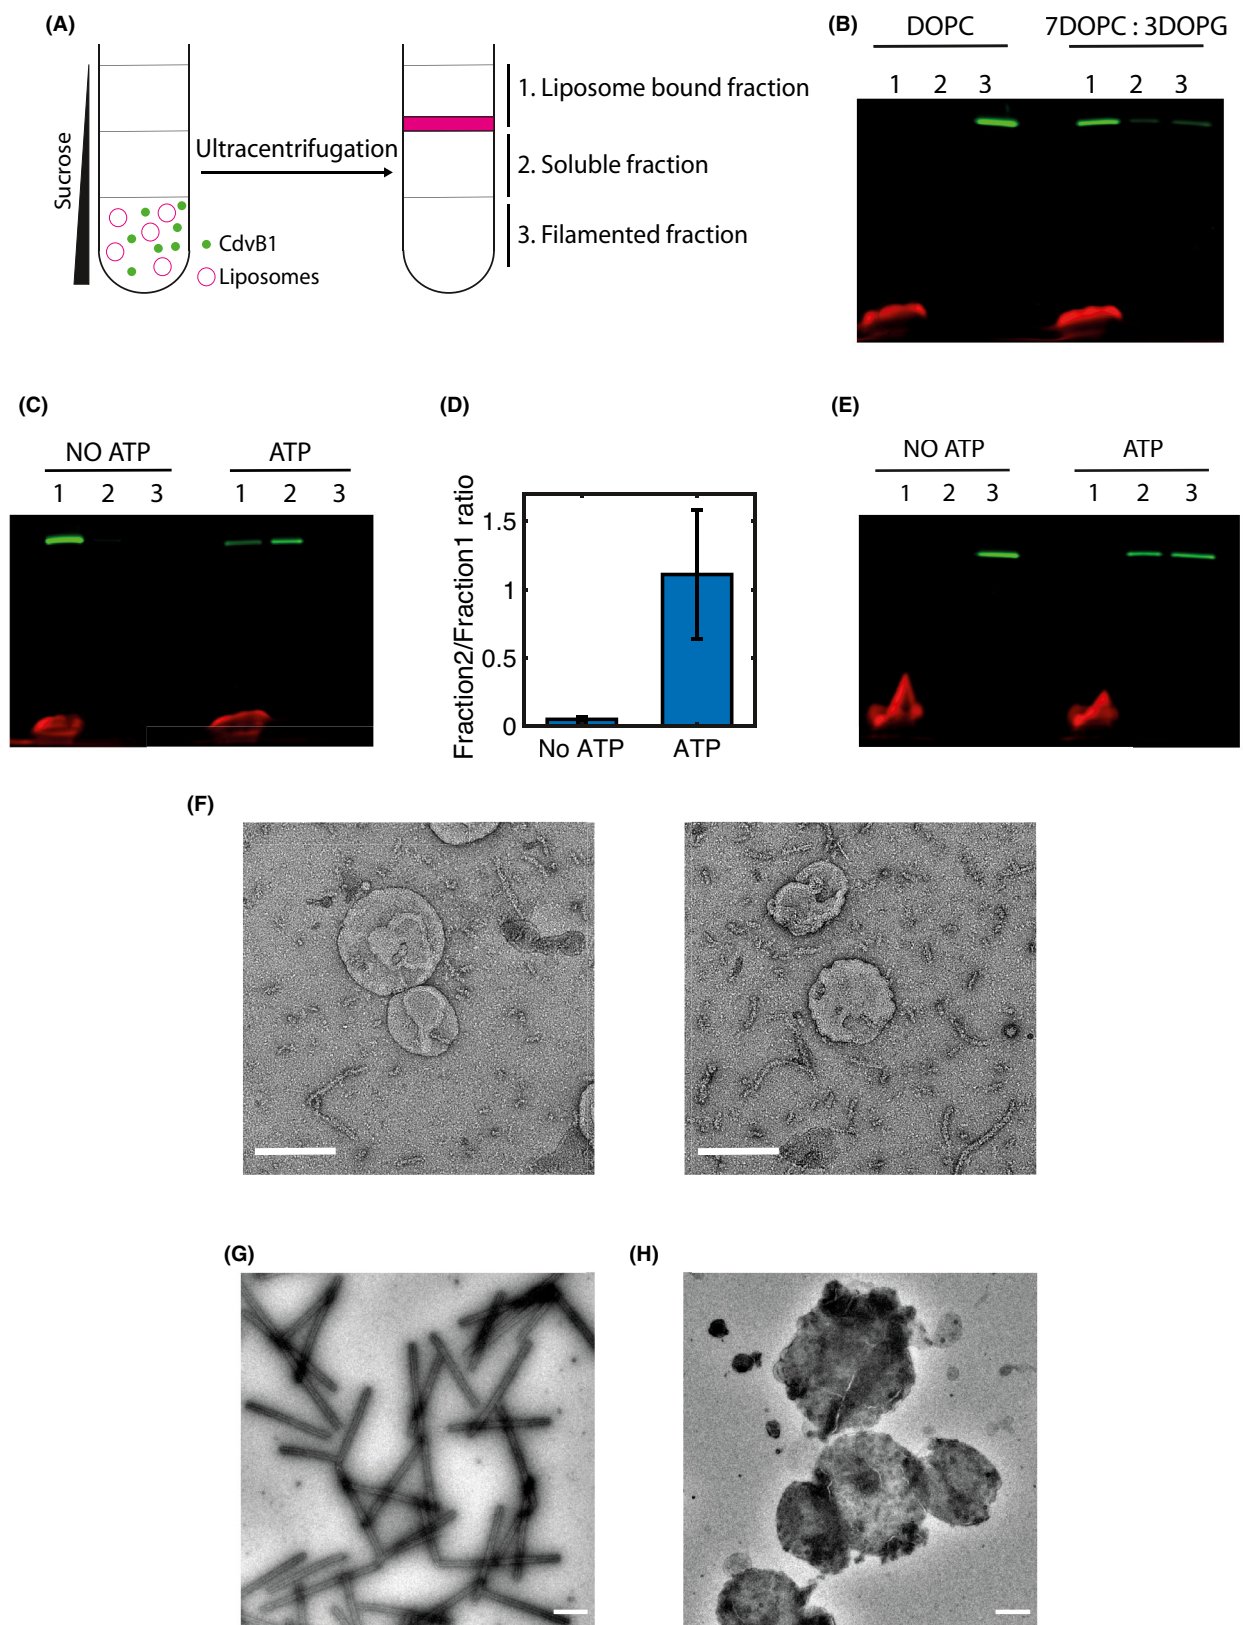 (A)
Sucrose
Ultracentrifugation
CdvB1
Liposomes
1. Liposome bound fraction
2. Soluble fraction
3. Filamented fraction
(B)
DOPC 7DOPC : 3DOPG
1 2 3 1 2 3
(C)
NO ATP ATP
1 2 3 1 2 3
(D)
Fraction2/Fraction1 ratio
1.5
1
0.5
0
No ATP ATP
(E)
NO ATP ATP
1 2 3 1 2 3
(F)
(G)
(H)